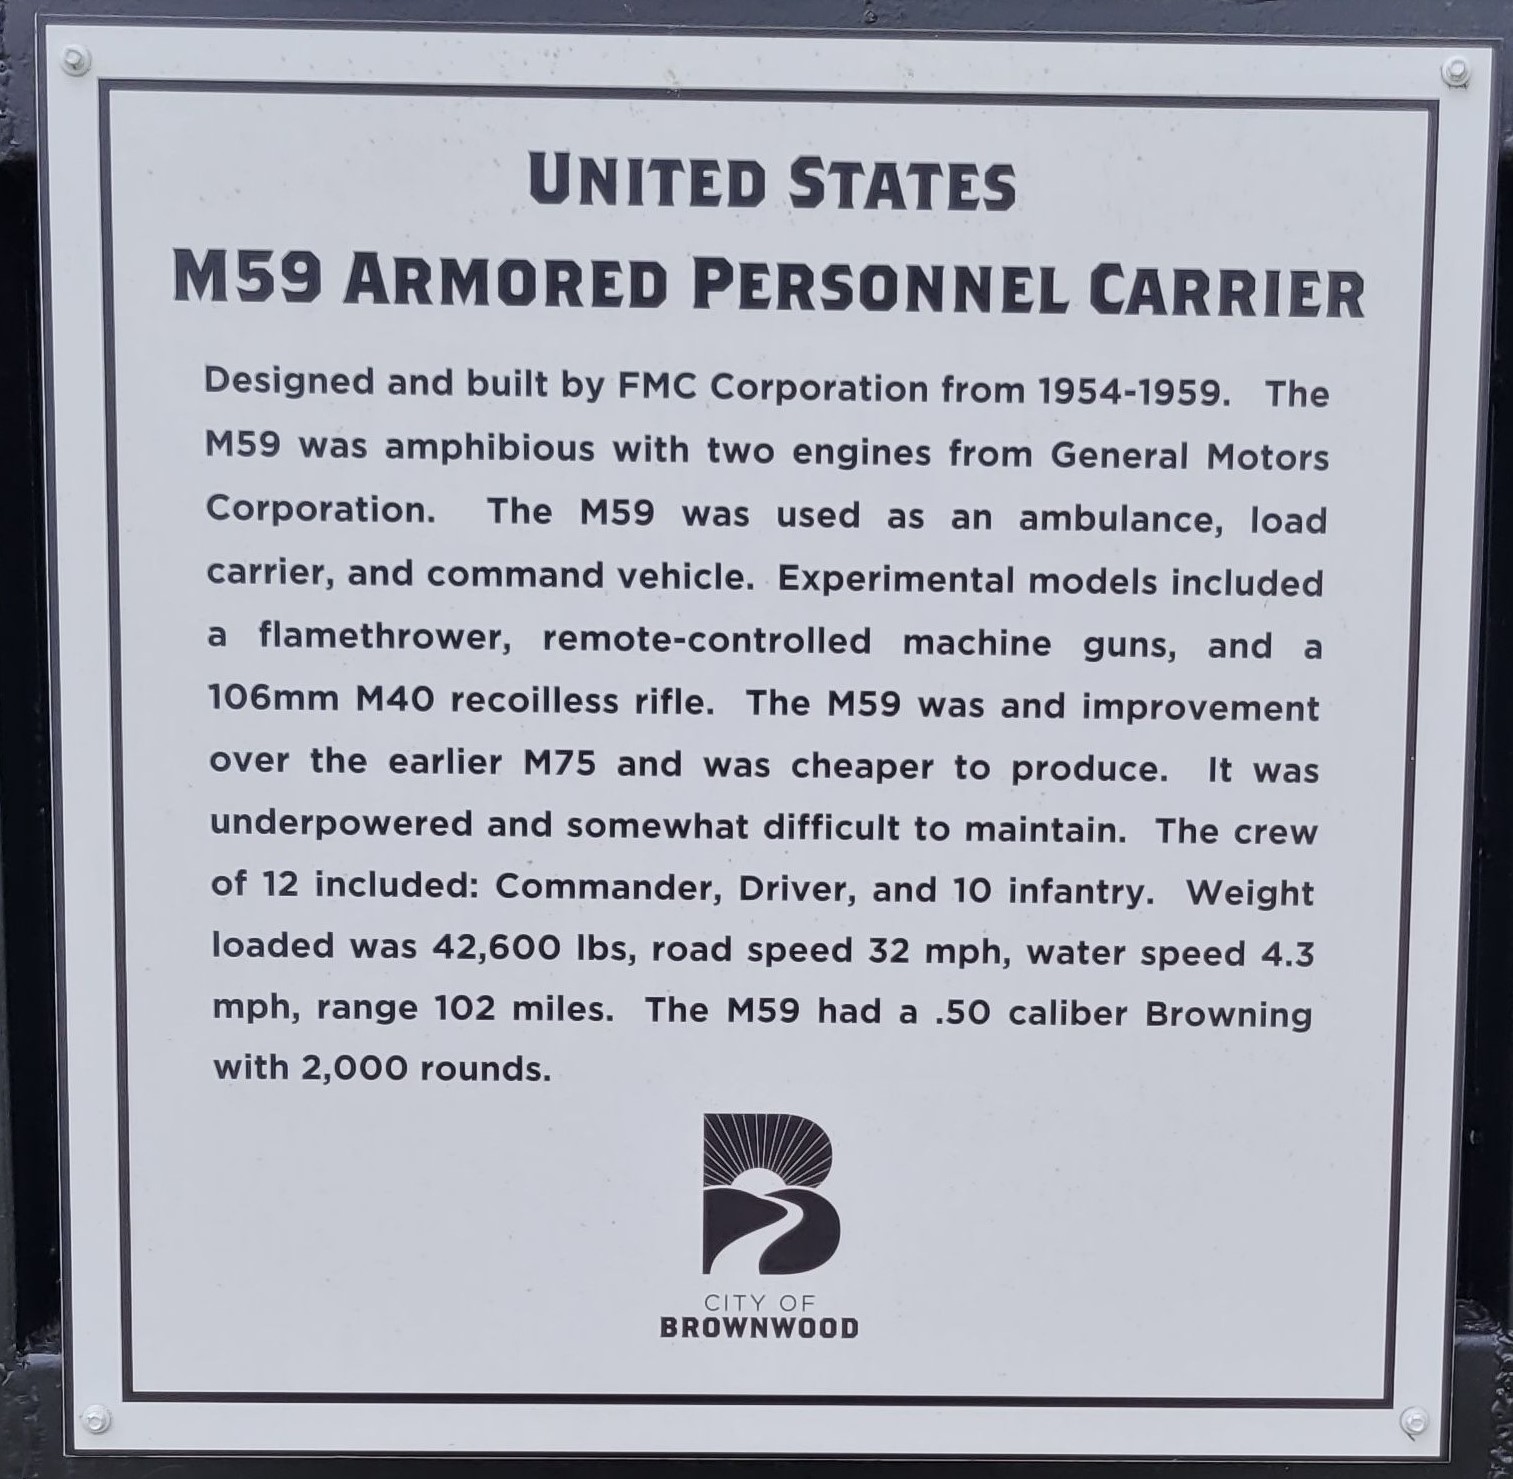 UNITED STATES
M59 ARMORED PERSONNEL CARRIER
Designed and built by FMC Corporation from 1954-1959. The
M59 was amphibious with two engines from General Motors
Corporation. The M59 was used as an ambulance, load
carrier, and command vehicle. Experimental models included
a flamethrower, remote-controlled machine guns, and a
106mm M40 recoilless rifle. The M59 was and improvement
over the earlier M75 and was cheaper to produce. It was
underpowered and somewhat difficult to maintain. The crew
of 12 included: Commander, Driver, and 10 infantry. Weight
loaded was 42,600 lbs, road speed 32 mph, water speed 4.3
mph, range 102 miles. The M59 had a .50 caliber Browning
with 2,000 rounds.
B
CITY OF
BROWNWOOD